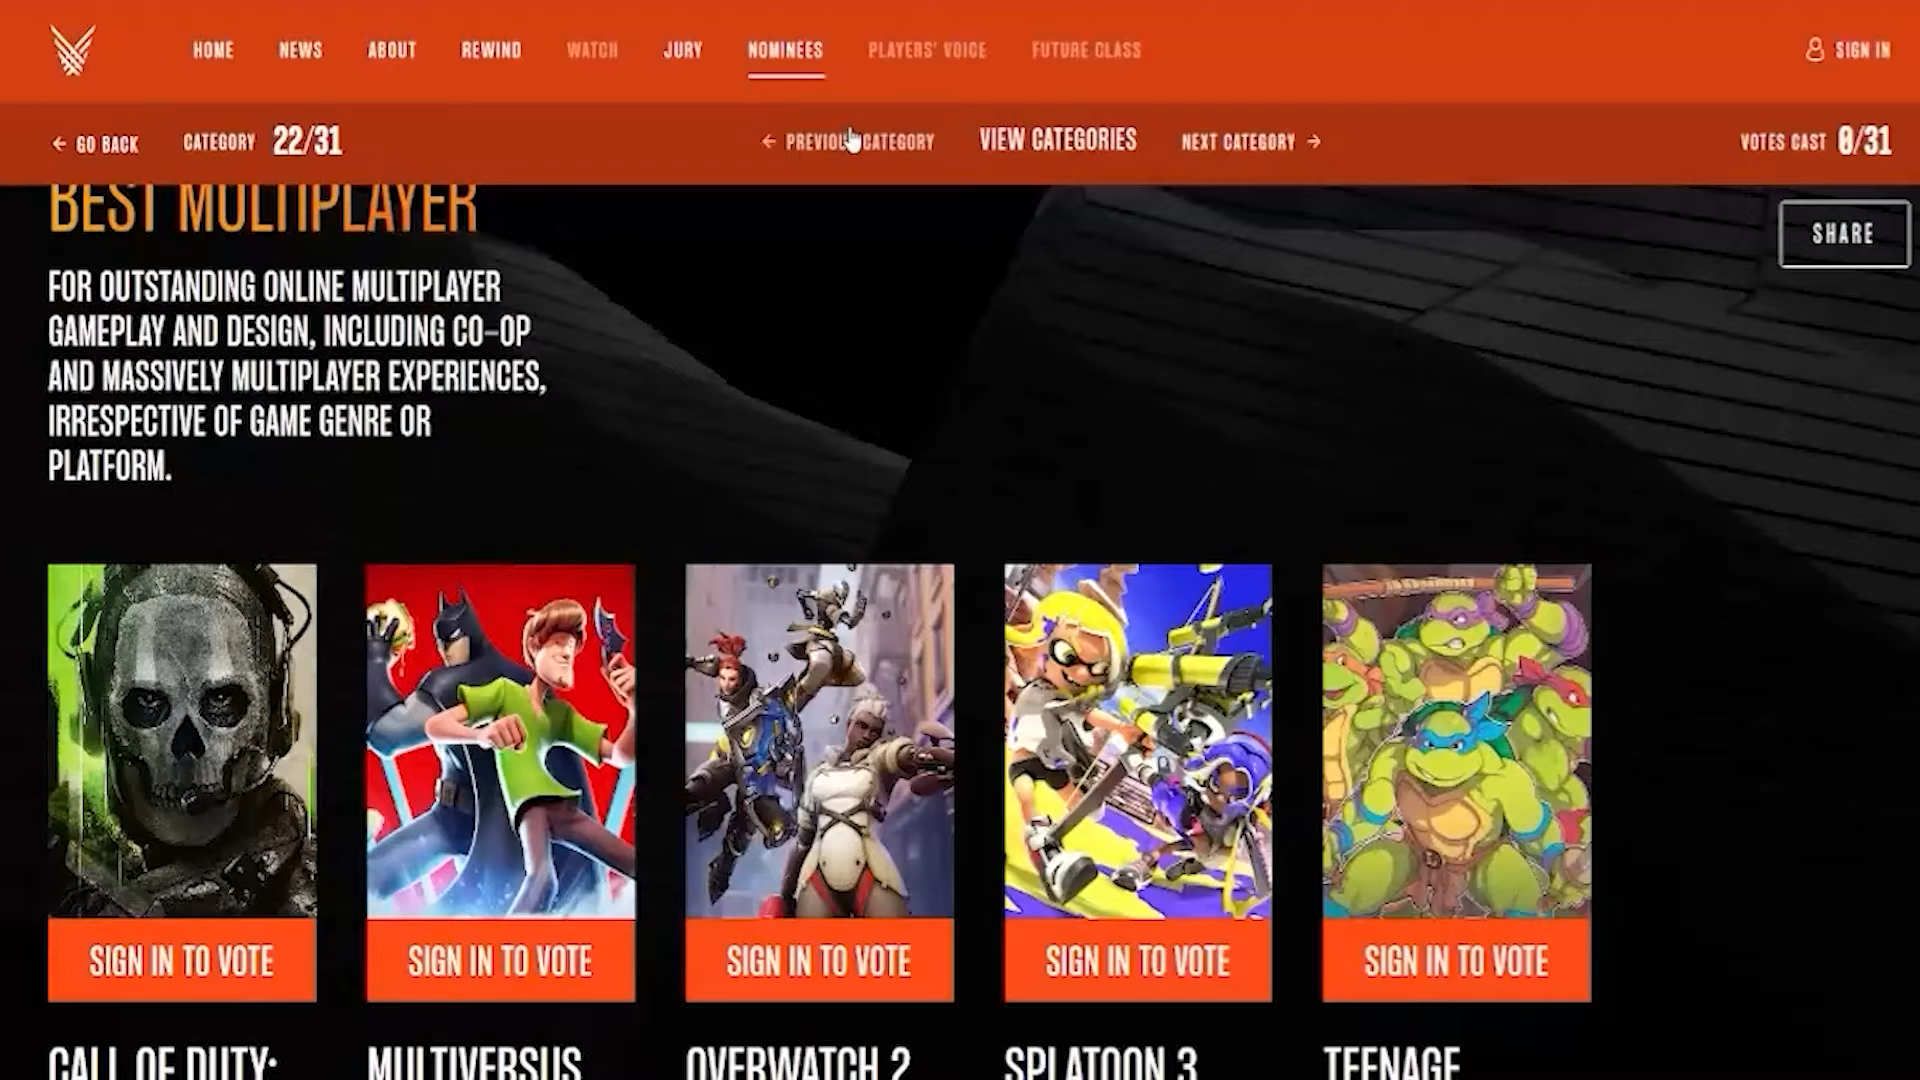 HOME NEWS ABOUT REWIND WATCH JURY NOMINEES PLAYERS' VOICE FUTURE CLASS SIGN IN
← GO BACK CATEGORY 22/31 ← PREVIOUS CATEGORY VIEW CATEGORIES NEXT CATEGORY → VOTES CAST 0/31
BEST MULTIPLAYER
SHARE
FOR OUTSTANDING ONLINE MULTIPLAYER
GAMEPLAY AND DESIGN, INCLUDING CO-OP
AND MASSIVELY MULTIPLAYER EXPERIENCES,
IRRESPECTIVE OF GAME GENRE OR
PLATFORM.
SIGN IN TO VOTE SIGN IN TO VOTE SIGN IN TO VOTE SIGN IN TO VOTE SIGN IN TO VOTE
CALL OF DUTY: MULTIVERSUS OVERWATCH 2 SPLATOON 3 TEENAGE